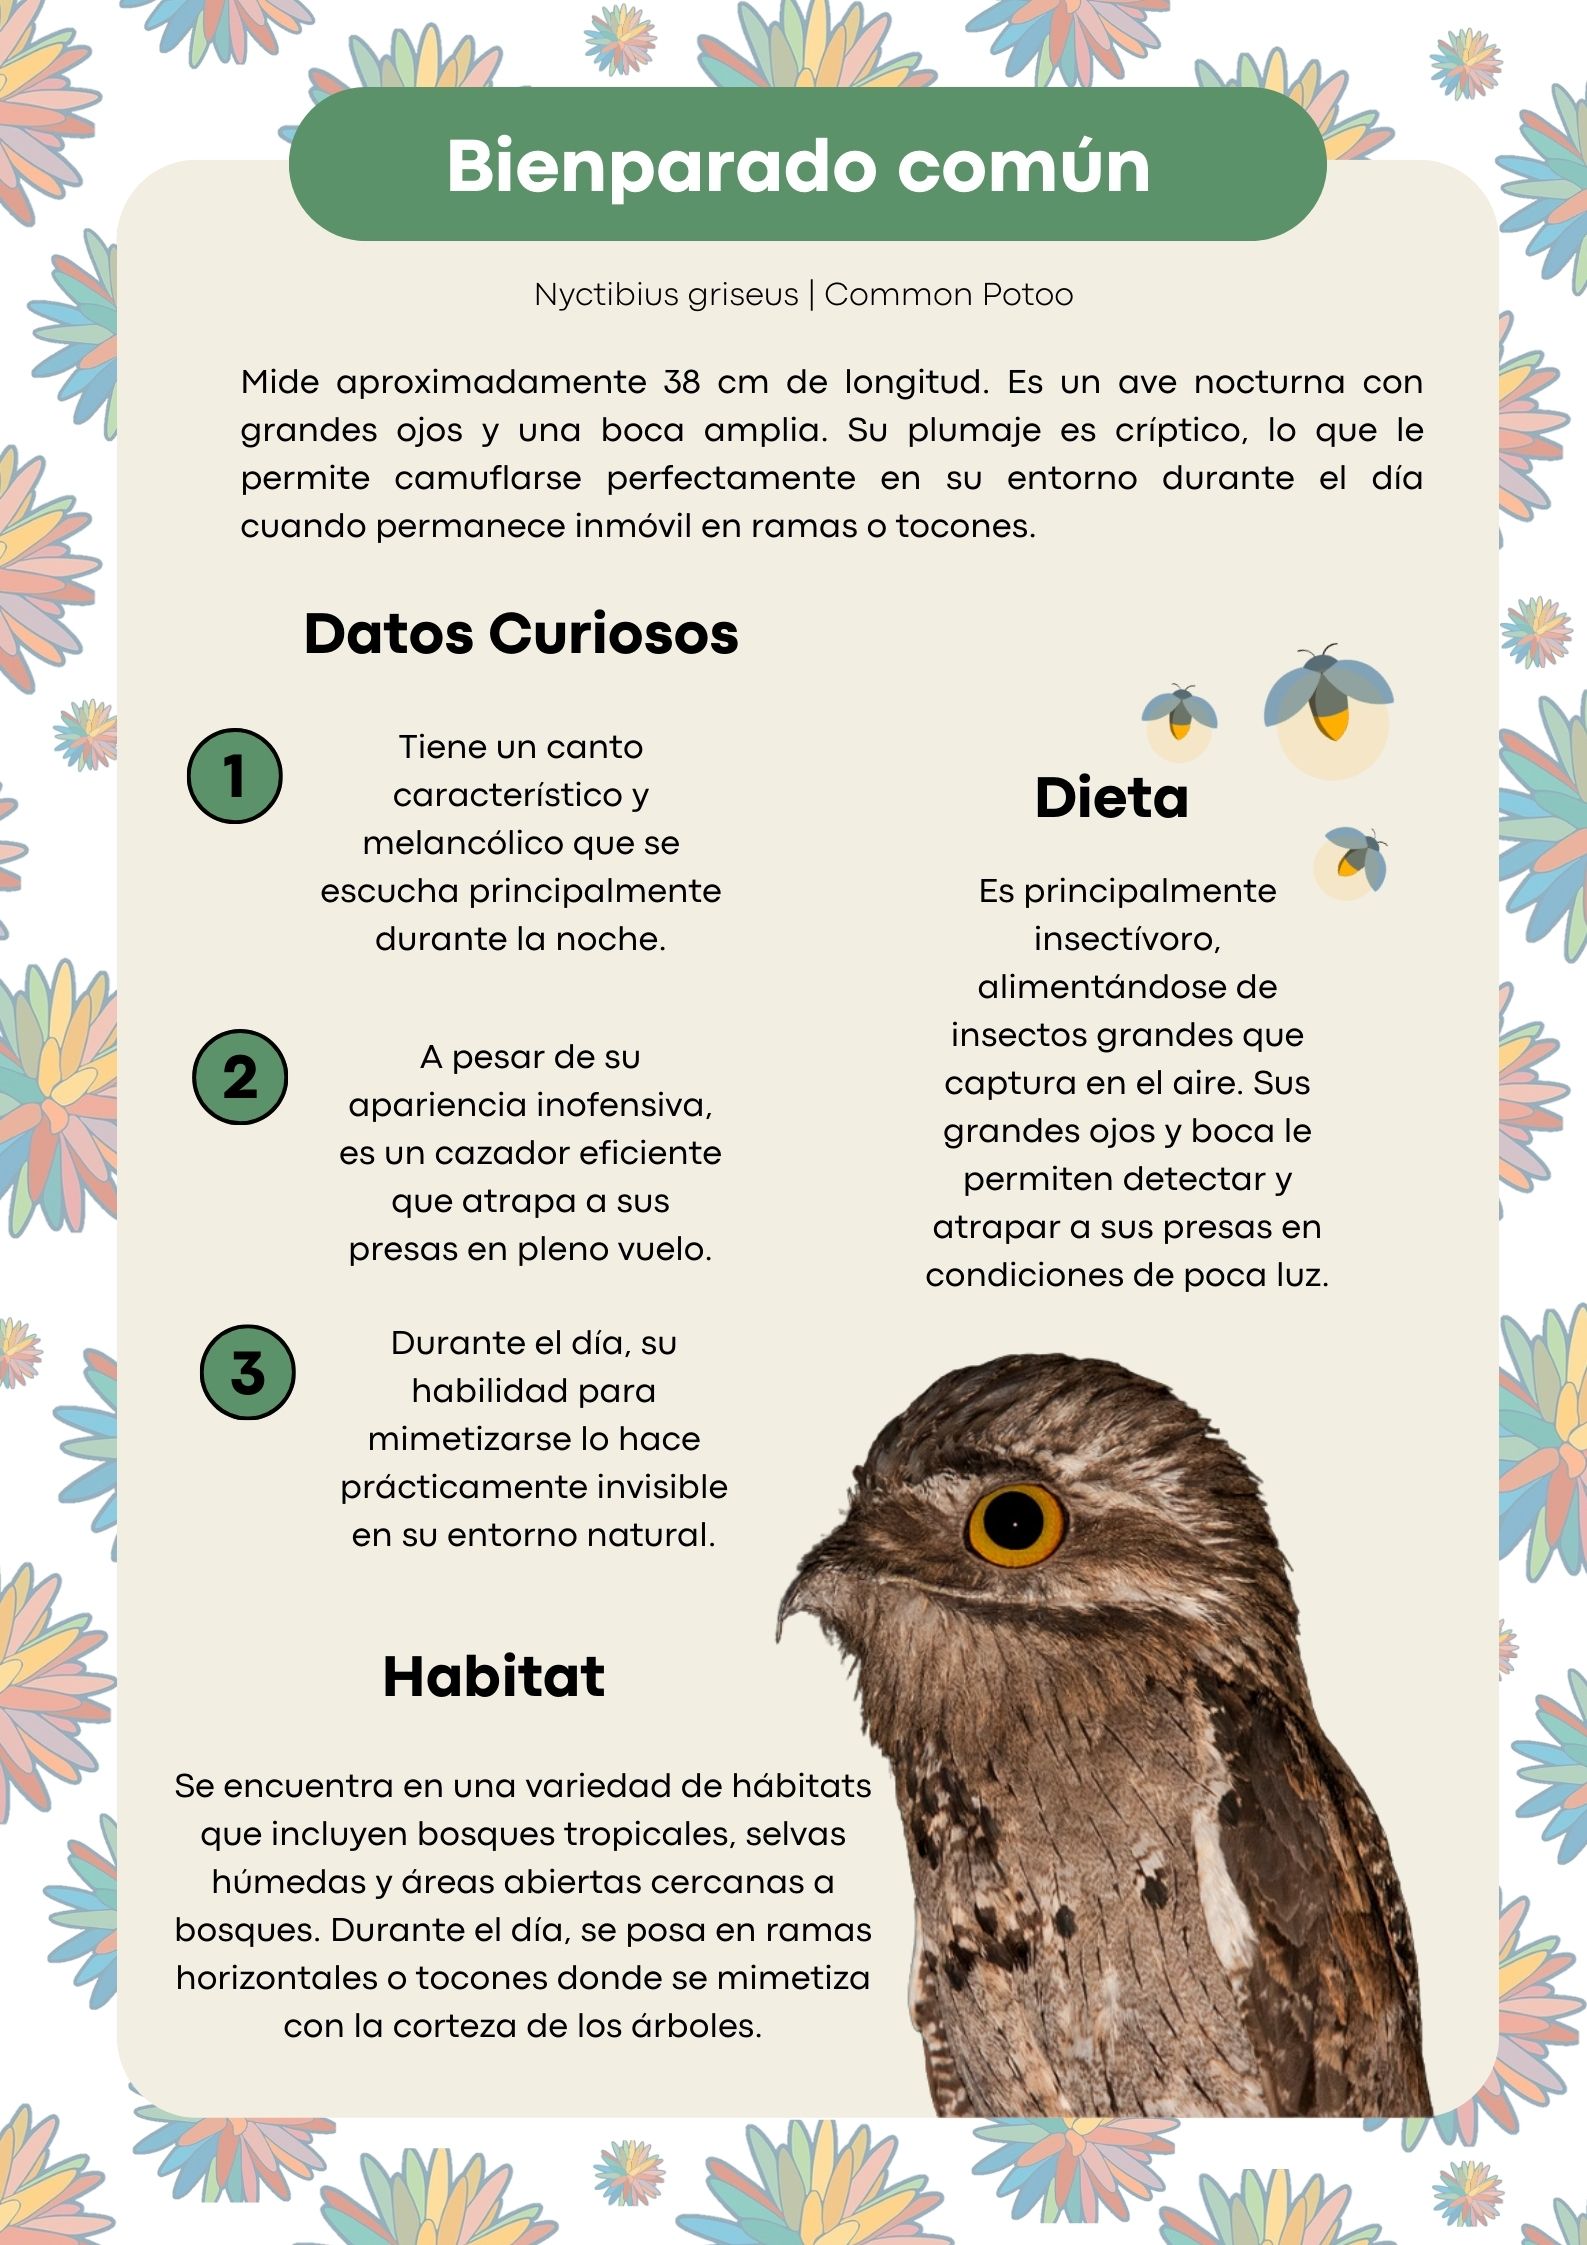 Bienparado común
Nyctibius griseus | Common Potoo
Mide aproximadamente 38 cm de longitud. Es un ave nocturna con
grandes ojos y una boca amplia. Su plumaje es críptico, lo que le
permite camuflarse perfectamente en su entorno durante el día
cuando permanece inmóvil en ramas o tocones.
Datos Curiosos
1
Tiene un canto
característico y
melancólico que se
escucha principalmente
durante la noche.
2
A pesar de su
apariencia inofensiva,
es un cazador eficiente
que atrapa a sus
presas en pleno vuelo.
3
Durante el día, su
habilidad para
mimetizarse lo hace
prácticamente invisible
en su entorno natural.
Dieta
Es principalmente
insectívoro,
alimentándose de
insectos grandes que
captura en el aire. Sus
grandes ojos y boca le
permiten detectar y
atrapar a sus presas en
condiciones de poca luz.
Habitat
Se encuentra en una variedad de hábitats
que incluyen bosques tropicales, selvas
húmedas y áreas abiertas cercanas a
bosques. Durante el día, se posa en ramas
horizontales o tocones donde se mimetiza
con la corteza de los árboles.